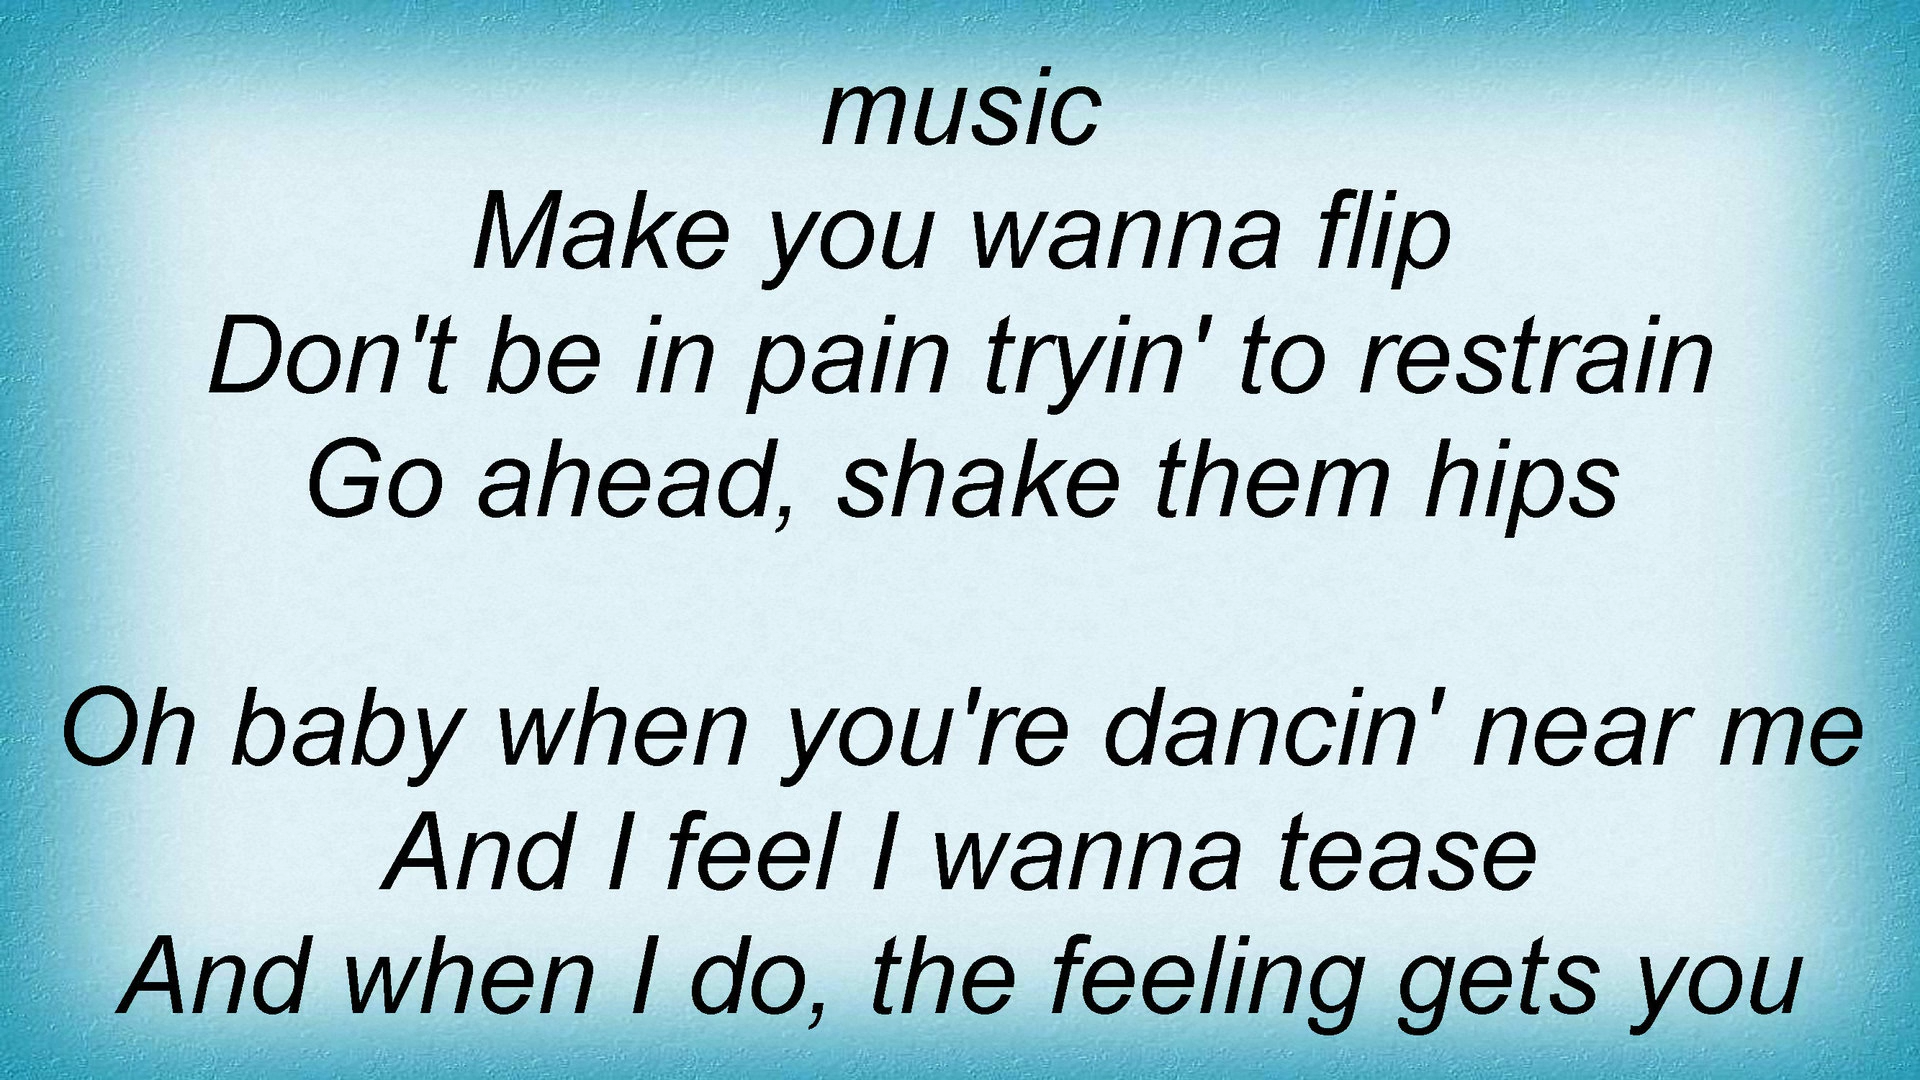 music
Make you wanna flip
Don't be in pain tryin' to restrain
Go ahead, shake them hips
Oh baby when you're dancin' near me
And I feel I wanna tease
And when I do, the feeling gets you